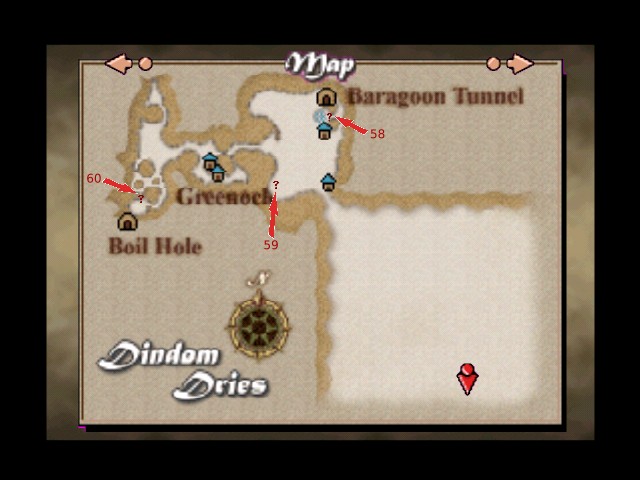 Map
Baragoon Tunnel
?
58
60
?
Greenoch
?
59
Boil Hole
N
Dindom
Dries